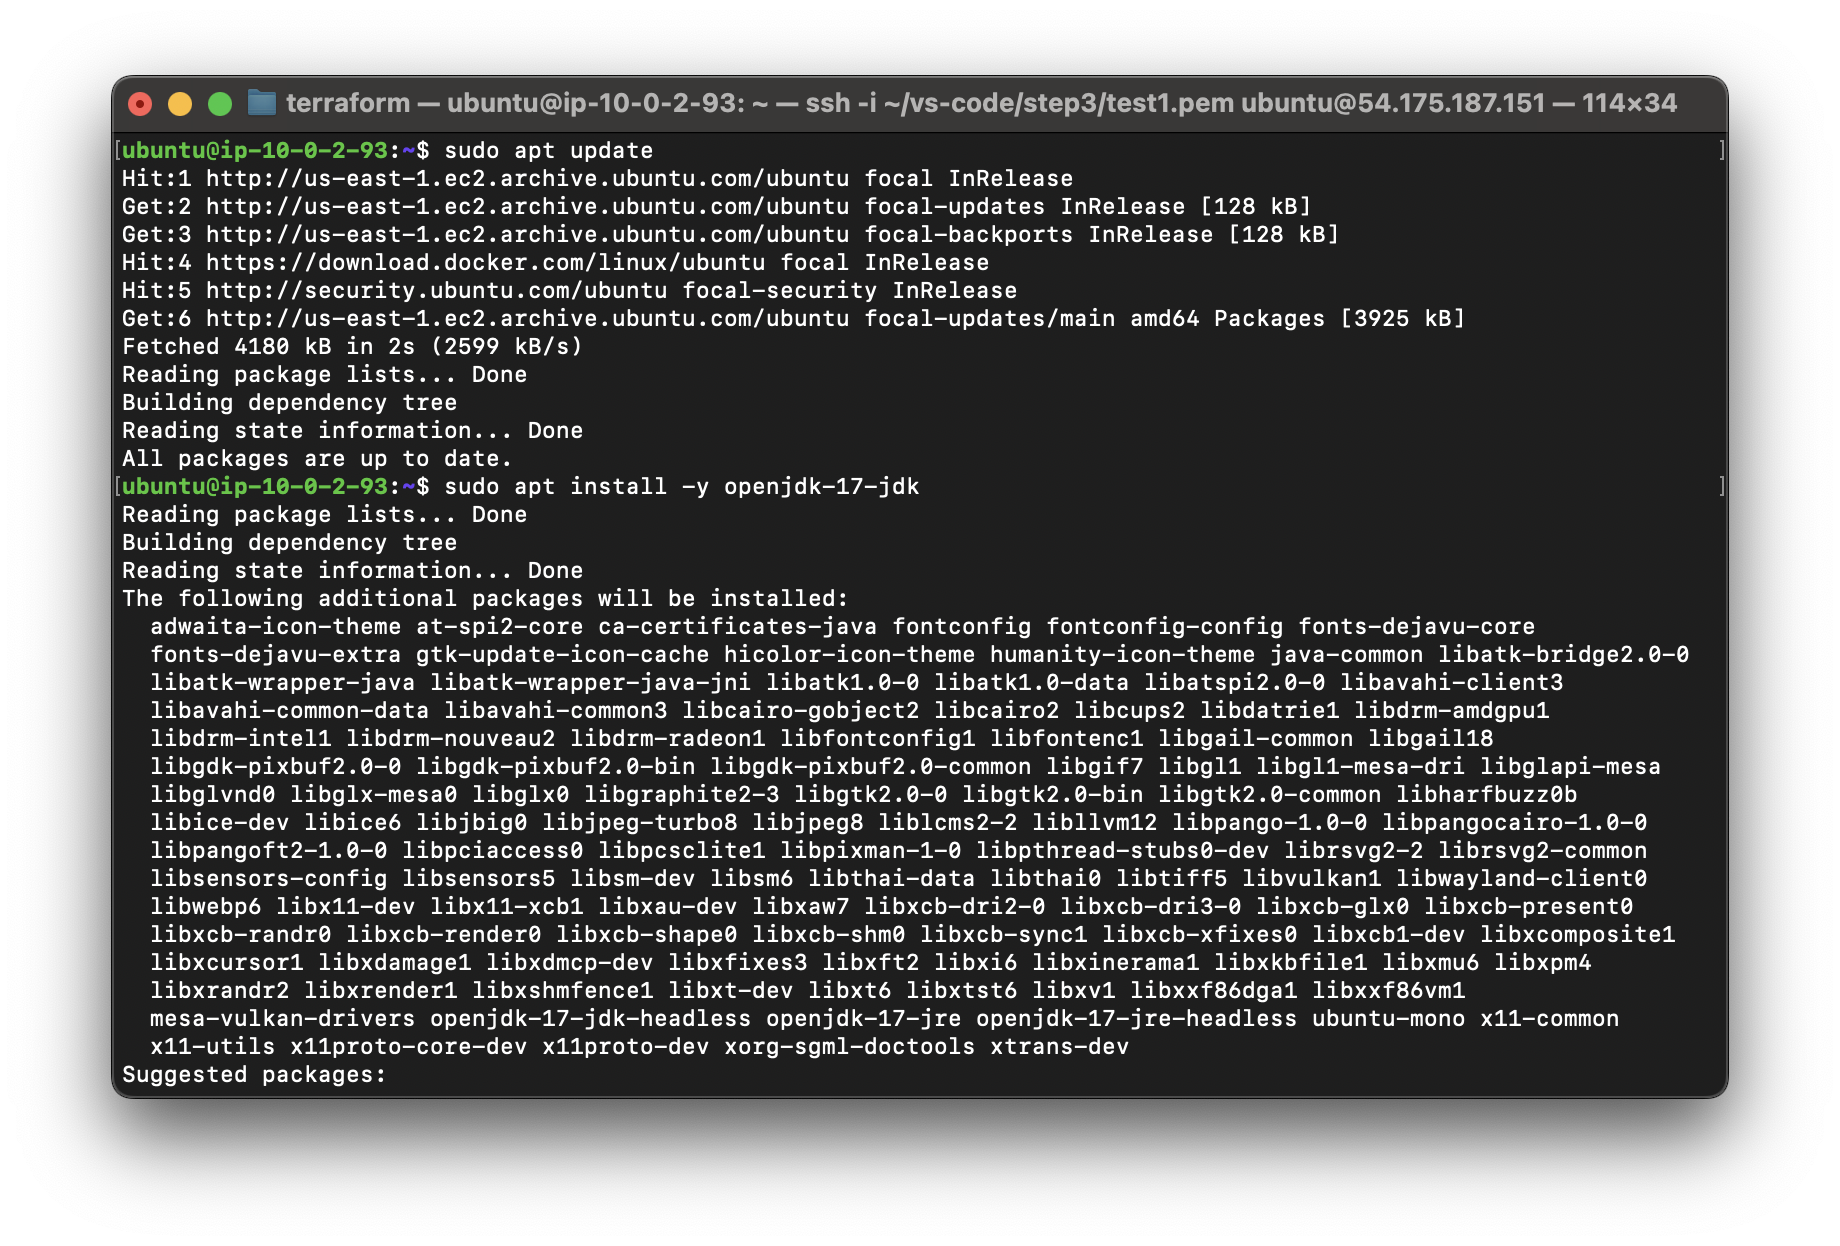 terraform — ubuntu@ip-10-0-2-93: ~ — ssh -i ~/vs-code/step3/test1.pem ubuntu@54.175.187.151 — 114×34
[ubuntu@ip-10-0-2-93:~$ sudo apt update ]
Hit:1 http://us-east-1.ec2.archive.ubuntu.com/ubuntu focal InRelease
Get:2 http://us-east-1.ec2.archive.ubuntu.com/ubuntu focal-updates InRelease [128 kB]
Get:3 http://us-east-1.ec2.archive.ubuntu.com/ubuntu focal-backports InRelease [128 kB]
Hit:4 https://download.docker.com/linux/ubuntu focal InRelease
Hit:5 http://security.ubuntu.com/ubuntu focal-security InRelease
Get:6 http://us-east-1.ec2.archive.ubuntu.com/ubuntu focal-updates/main amd64 Packages [3925 kB]
Fetched 4180 kB in 2s (2599 kB/s)
Reading package lists... Done
Building dependency tree
Reading state information... Done
All packages are up to date.
[ubuntu@ip-10-0-2-93:~$ sudo apt install -y openjdk-17-jdk ]
Reading package lists... Done
Building dependency tree
Reading state information... Done
The following additional packages will be installed:
  adwaita-icon-theme at-spi2-core ca-certificates-java fontconfig fontconfig-config fonts-dejavu-core
  fonts-dejavu-extra gtk-update-icon-cache hicolor-icon-theme humanity-icon-theme java-common libatk-bridge2.0-0
  libatk-wrapper-java libatk-wrapper-java-jni libatk1.0-0 libatk1.0-data libatspi2.0-0 libavahi-client3
  libavahi-common-data libavahi-common3 libcairo-gobject2 libcairo2 libcups2 libdatrie1 libdrm-amdgpu1
  libdrm-intel1 libdrm-nouveau2 libdrm-radeon1 libfontconfig1 libfontenc1 libgail-common libgail18
  libgdk-pixbuf2.0-0 libgdk-pixbuf2.0-bin libgdk-pixbuf2.0-common libgif7 libgl1 libgl1-mesa-dri libglapi-mesa
  libglvnd0 libglx-mesa0 libglx0 libgraphite2-3 libgtk2.0-0 libgtk2.0-bin libgtk2.0-common libharfbuzz0b
  libice-dev libice6 libjbig0 libjpeg-turbo8 libjpeg8 liblcms2-2 libllvm12 libpango-1.0-0 libpangocairo-1.0-0
  libpangoft2-1.0-0 libpciaccess0 libpcsclite1 libpixman-1-0 libpthread-stubs0-dev librsvg2-2 librsvg2-common
  libsensors-config libsensors5 libsm-dev libsm6 libthai-data libthai0 libtiff5 libvulkan1 libwayland-client0
  libwebp6 libx11-dev libx11-xcb1 libxau-dev libxaw7 libxcb-dri2-0 libxcb-dri3-0 libxcb-glx0 libxcb-present0
  libxcb-randr0 libxcb-render0 libxcb-shape0 libxcb-shm0 libxcb-sync1 libxcb-xfixes0 libxcb1-dev libxcomposite1
  libxcursor1 libxdamage1 libxdmcp-dev libxfixes3 libxft2 libxi6 libxinerama1 libxkbfile1 libxmu6 libxpm4
  libxrandr2 libxrender1 libxshmfence1 libxt-dev libxt6 libxtst6 libxv1 libxxf86dga1 libxxf86vm1
  mesa-vulkan-drivers openjdk-17-jdk-headless openjdk-17-jre openjdk-17-jre-headless ubuntu-mono x11-common
  x11-utils x11proto-core-dev x11proto-dev xorg-sgml-doctools xtrans-dev
Suggested packages: